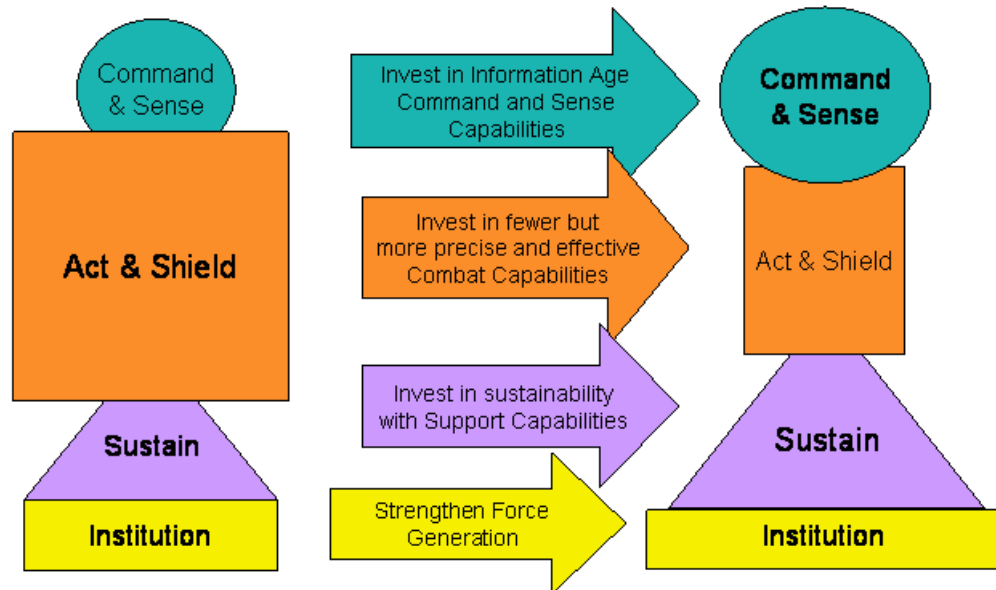 Command
& Sense
Act & Shield
Sustain
Institution
Invest in Information Age
Command and Sense
Capabilities
Invest in fewer but
more precise and effective
Combat Capabilities
Invest in sustainability
with Support Capabilities
Strengthen Force
Generation
Command
& Sense
Act & Shield
Sustain
Institution